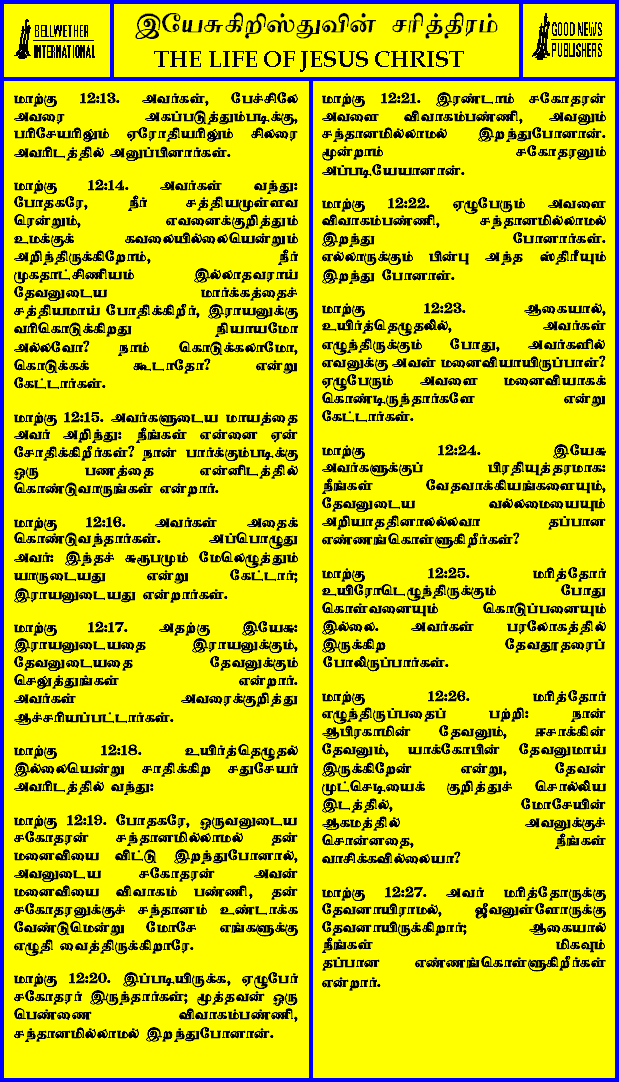 BELLWETHER
INTERNATIONAL
இயேசுகிறிஸ்துவின் சரித்திரம்
THE LIFE OF JESUS CHRIST
GOOD NEWS
PUBLISHERS
மாற்கு 12:13. அவர்கள், பேச்சிலே
அவரை அகப்படுத்தும்படிக்கு,
பரிசேயரிலும் ஏரோதியரிலும் சிலரை
அவரிடத்தில் அனுப்பினார்கள்.
மாற்கு 12:14. அவர்கள் வந்து:
போதகரே, நீர் சத்தியமுள்ளவ
ரென்றும், எவனைக்குறித்தும்
உமக்குக் கவலையில்லையென்றும்
அறிந்திருக்கிறோம், நீர்
முகதாட்சிணியம் இல்லாதவராய்
தேவனுடைய மார்க்கத்தைச்
சத்தியமாய் போதிக்கிறீர், இராயனுக்கு
வரிகொடுக்கிறது நியாயமோ
அல்லவோ? நாம் கொடுக்கலாமோ,
கொடுக்கக் கூடாதோ? என்று
கேட்டார்கள்.
மாற்கு 12:15. அவர்களுடைய மாயத்தை
அவர் அறிந்து: நீங்கள் என்னை ஏன்
சோதிக்கிறீர்கள்? நான் பார்க்கும்படிக்கு
ஒரு பணத்தை என்னிடத்தில்
கொண்டுவாருங்கள் என்றார்.
மாற்கு 12:16. அவர்கள் அதைக்
கொண்டுவந்தார்கள். அப்பொழுது
அவர்: இந்தச் சுரூபமும் மேலெழுத்தும்
யாருடையது என்று கேட்டார்;
இராயனுடையது என்றார்கள்.
மாற்கு 12:17. அதற்கு இயேசு:
இராயனுடையதை இராயனுக்கும்,
தேவனுடையதை தேவனுக்கும்
செலுத்துங்கள் என்றார்.
அவர்கள் அவரைக்குறித்து
ஆச்சரியப்பட்டார்கள்.
மாற்கு 12:18. உயிர்த்தெழுதல்
இல்லையென்று சாதிக்கிற சதுசேயர்
அவரிடத்தில் வந்து:
மாற்கு 12:19. போதகரே, ஒருவனுடைய
சகோதரன் சந்தானமில்லாமல் தன்
மனைவியை விட்டு இறந்துபோனால்,
அவனுடைய சகோதரன் அவன்
மனைவியை விவாகம் பண்ணி, தன்
சகோதரனுக்குச் சந்தானம் உண்டாக்க
வேண்டுமென்று மோசே எங்களுக்கு
எழுதி வைத்திருக்கிறாரே.
மாற்கு 12:20. இப்படியிருக்க, ஏழுபேர்
சகோதரர் இருந்தார்கள்; மூத்தவன் ஒரு
பெண்ணை விவாகம்பண்ணி,
சந்தானமில்லாமல் இறந்துபோனான்.
மாற்கு 12:21. இரண்டாம் சகோதரன்
அவளை விவாகம்பண்ணி, அவனும்
சந்தானமில்லாமல் இறந்துபோனான்.
மூன்றாம் சகோதரனும்
அப்படியேயானான்.
மாற்கு 12:22. ஏழுபேரும் அவளை
விவாகம்பண்ணி, சந்தானமில்லாமல்
இறந்து போனார்கள்.
எல்லாருக்கும் பின்பு அந்த ஸ்திரீயும்
இறந்து போனாள்.
மாற்கு 12:23. ஆகையால்,
உயிர்த்தெழுதலில், அவர்கள்
எழுந்திருக்கும் போது, அவர்களில்
எவனுக்கு அவள் மனைவியாயிருப்பாள்?
ஏழுபேரும் அவளை மனைவியாகக்
கொண்டிருந்தார்களே என்று
கேட்டார்கள்.
மாற்கு 12:24. இயேசு
அவர்களுக்குப் பிரதியுத்தரமாக:
நீங்கள் வேதவாக்கியங்களையும்,
தேவனுடைய வல்லமையையும்
அறியாததினாலல்லவா தப்பான
எண்ணங்கொள்ளுகிறீர்கள்?
மாற்கு 12:25. மரித்தோர்
உயிரோடெழுந்திருக்கும் போது
கொள்வனையும் கொடுப்பனையும்
இல்லை. அவர்கள் பரலோகத்தில்
இருக்கிற தேவதூதரைப்
போலிருப்பார்கள்.
மாற்கு 12:26. மரித்தோர்
எழுந்திருப்பதைப் பற்றி: நான்
ஆபிரகாமின் தேவனும், ஈசாக்கின்
தேவனும், யாக்கோபின் தேவனுமாய்
இருக்கிறேன் என்று, தேவன்
முட்செடியைக் குறித்துச் சொல்லிய
இடத்தில், மோசேயின்
ஆகமத்தில் அவனுக்குச்
சொன்னதை, நீங்கள்
வாசிக்கவில்லையா?
மாற்கு 12:27. அவர் மரித்தோருக்கு
தேவனாயிராமல், ஜீவனுள்ளோருக்கு
தேவனாயிருக்கிறார்; ஆகையால்
நீங்கள் மிகவும்
தப்பான எண்ணங்கொள்ளுகிறீர்கள்
என்றார்.